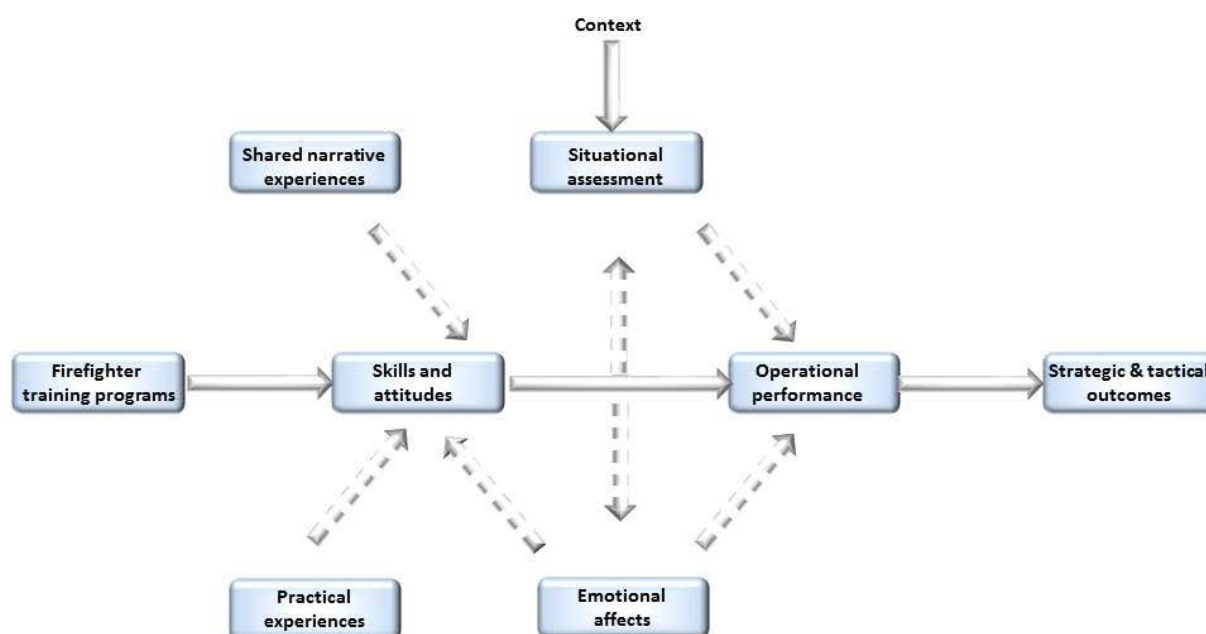 Context
Shared narrative
experiences
Situational
assessment
Firefighter
training programs
Skills and
attitudes
Operational
performance
Strategic & tactical
outcomes
Practical
experiences
Emotional
affects